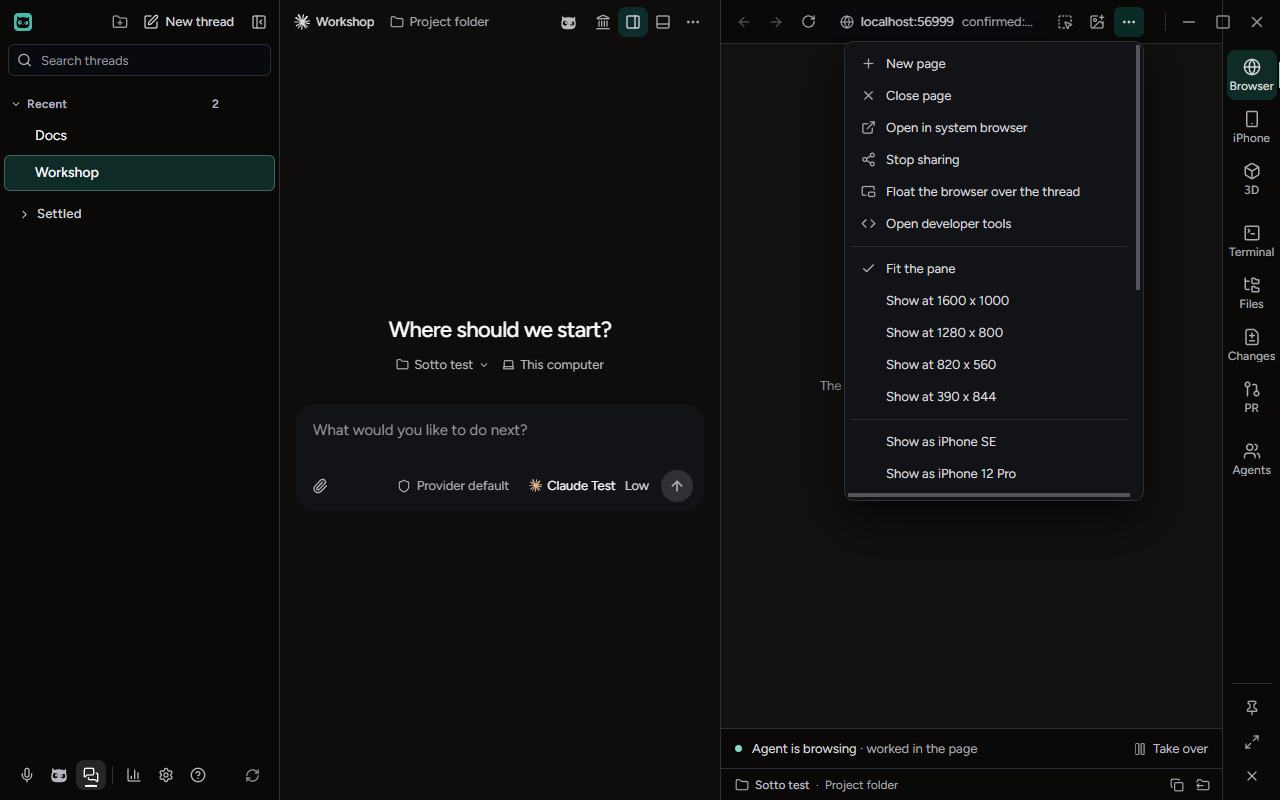 New thread
Search threads
Recent 2
Docs
Workshop
Settled
Workshop Project folder
Where should we start?
Sotto test This computer
What would you like to do next?
Provider default Claude Test Low
localhost:56999 confirmed:...
New page
Close page
Open in system browser
Stop sharing
Float the browser over the thread
Open developer tools
Fit the pane
Show at 1600 x 1000
Show at 1280 x 800
Show at 820 x 560
Show at 390 x 844
Show as iPhone SE
Show as iPhone 12 Pro
The
Agent is browsing · worked in the page Take over
Sotto test · Project folder
Browser
iPhone
3D
Terminal
Files
Changes
PR
Agents